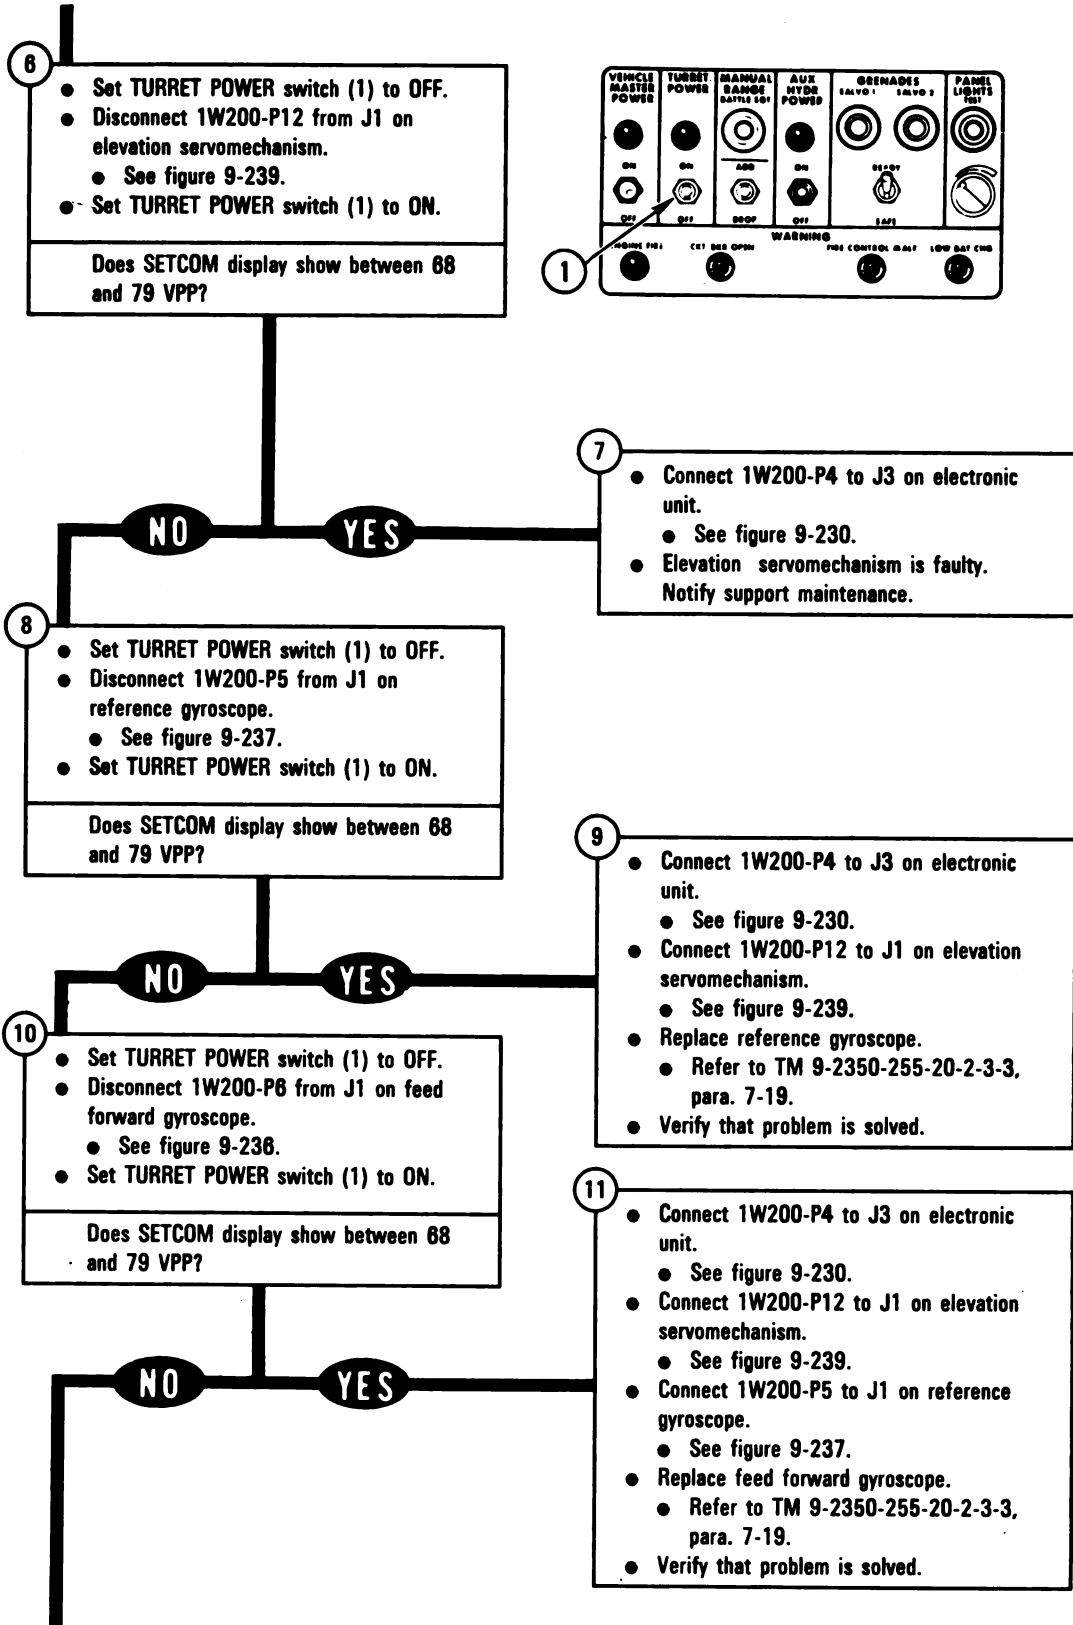 6
● Set TURRET POWER switch (1) to OFF.
● Disconnect 1W200-P12 from J1 on
elevation servomechanism.
● See figure 9-239.
● Set TURRET POWER switch (1) to ON.
Does SETCOM display show between 68
and 79 VPP?
VEHICLE MASTER POWER
TURRET POWER
MANUAL RANGE
BATTLE SGT
AUX HYDR POWER
GRENADES
SALVO 1 SALVO 2
PANEL LIGHTS
TEST
ON
ON
ADD
ON
READY
OFF
OFF
DROP
OFF
SAFE
WARNING
ENGINE FIRE
CKT BKR OPEN
FIRE CONTROL MALF
LOW BAT CHG
1
NO
YES
7
● Connect 1W200-P4 to J3 on electronic
unit.
● See figure 9-230.
● Elevation servomechanism is faulty.
Notify support maintenance.
8
● Set TURRET POWER switch (1) to OFF.
● Disconnect 1W200-P5 from J1 on
reference gyroscope.
● See figure 9-237.
● Set TURRET POWER switch (1) to ON.
Does SETCOM display show between 68
and 79 VPP?
NO
YES
9
● Connect 1W200-P4 to J3 on electronic
unit.
● See figure 9-230.
● Connect 1W200-P12 to J1 on elevation
servomechanism.
● See figure 9-239.
● Replace reference gyroscope.
● Refer to TM 9-2350-255-20-2-3-3,
para. 7-19.
● Verify that problem is solved.
10
● Set TURRET POWER switch (1) to OFF.
● Disconnect 1W200-P6 from J1 on feed
forward gyroscope.
● See figure 9-236.
● Set TURRET POWER switch (1) to ON.
Does SETCOM display show between 68
and 79 VPP?
NO
YES
11
● Connect 1W200-P4 to J3 on electronic
unit.
● See figure 9-230.
● Connect 1W200-P12 to J1 on elevation
servomechanism.
● See figure 9-239.
● Connect 1W200-P5 to J1 on reference
gyroscope.
● See figure 9-237.
● Replace feed forward gyroscope.
● Refer to TM 9-2350-255-20-2-3-3,
para. 7-19.
● Verify that problem is solved.